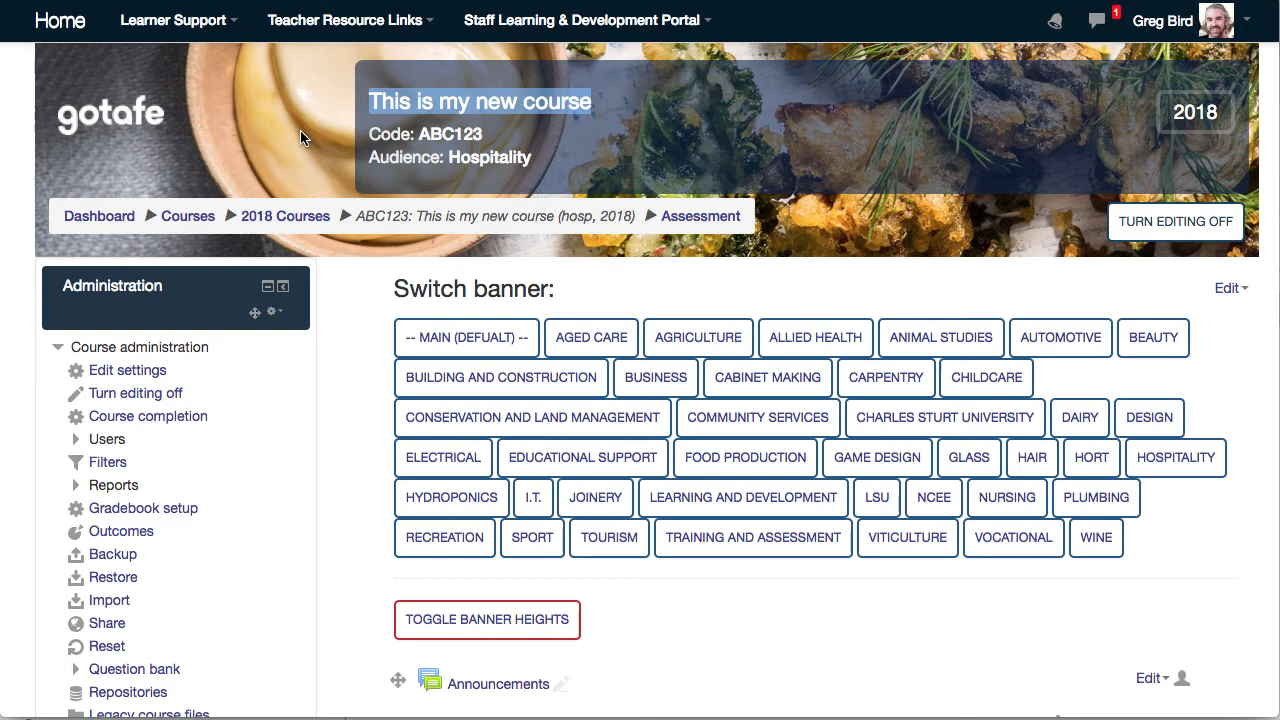 Home Learner Support Teacher Resource Links Staff Learning & Development Portal 1 Greg Bird
gotafe
This is my new course
Code: ABC123
Audience: Hospitality
2018
Dashboard Courses 2018 Courses ABC123: This is my new course (hosp, 2018) Assessment
TURN EDITING OFF
Administration
Course administration
Edit settings
Turn editing off
Course completion
Users
Filters
Reports
Gradebook setup
Outcomes
Backup
Restore
Import
Share
Reset
Question bank
Repositories
Legacy course files
Switch banner:
Edit
-- MAIN (DEFUALT) -- AGED CARE AGRICULTURE ALLIED HEALTH ANIMAL STUDIES AUTOMOTIVE BEAUTY
BUILDING AND CONSTRUCTION BUSINESS CABINET MAKING CARPENTRY CHILDCARE
CONSERVATION AND LAND MANAGEMENT COMMUNITY SERVICES CHARLES STURT UNIVERSITY DAIRY DESIGN
ELECTRICAL EDUCATIONAL SUPPORT FOOD PRODUCTION GAME DESIGN GLASS HAIR HORT HOSPITALITY
HYDROPONICS I.T. JOINERY LEARNING AND DEVELOPMENT LSU NCEE NURSING PLUMBING
RECREATION SPORT TOURISM TRAINING AND ASSESSMENT VITICULTURE VOCATIONAL WINE
TOGGLE BANNER HEIGHTS
Announcements
Edit